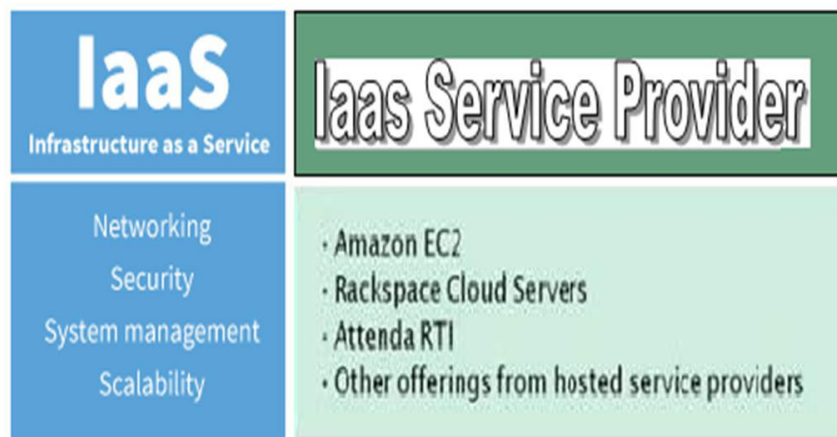 IaaS
Infrastructure as a Service
Iaas Service Provider
Networking
Security
System management
Scalability
· Amazon EC2
· Rackspace Cloud Servers
· Attenda RTI
· Other offerings from hosted service providers